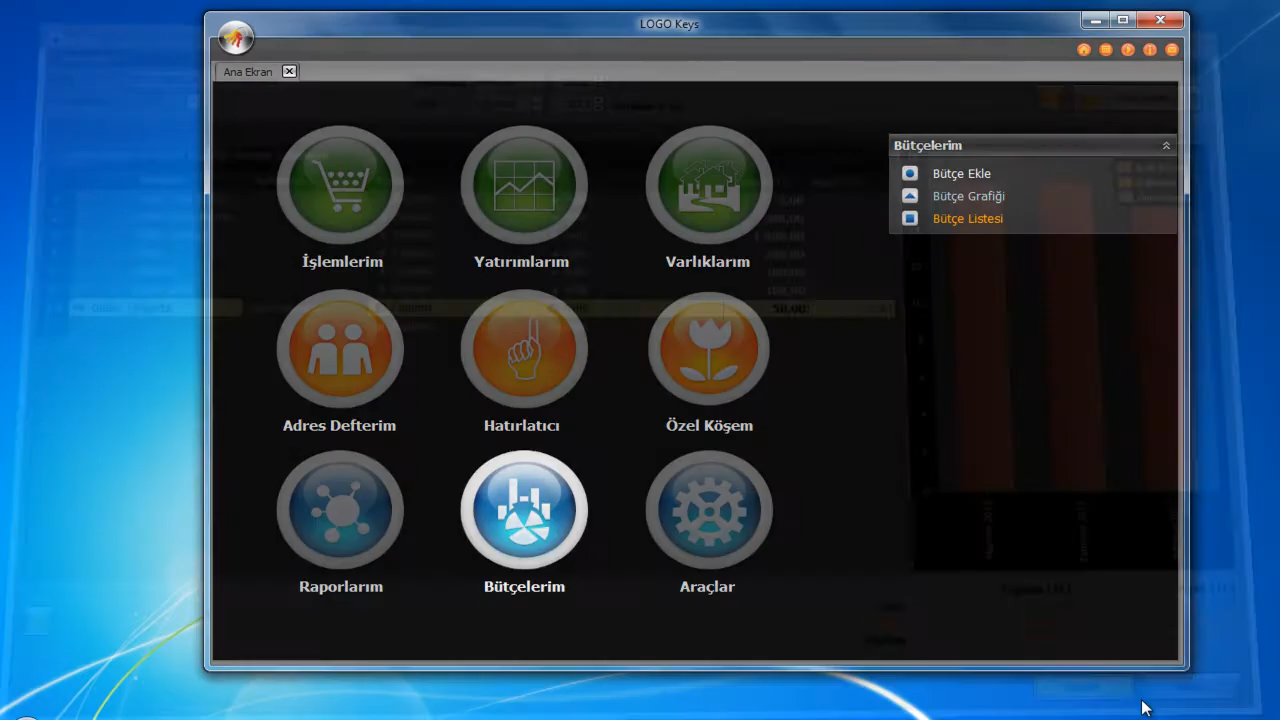 LOGO Keys
Ana Ekran
Bütçelerim
Bütçe Ekle
Bütçe Grafiği
Bütçe Listesi
İşlemlerim
Yatırımlarım
Varlıklarım
Adres Defterim
Hatırlatıcı
Özel Köşem
Raporlarım
Bütçelerim
Araçlar